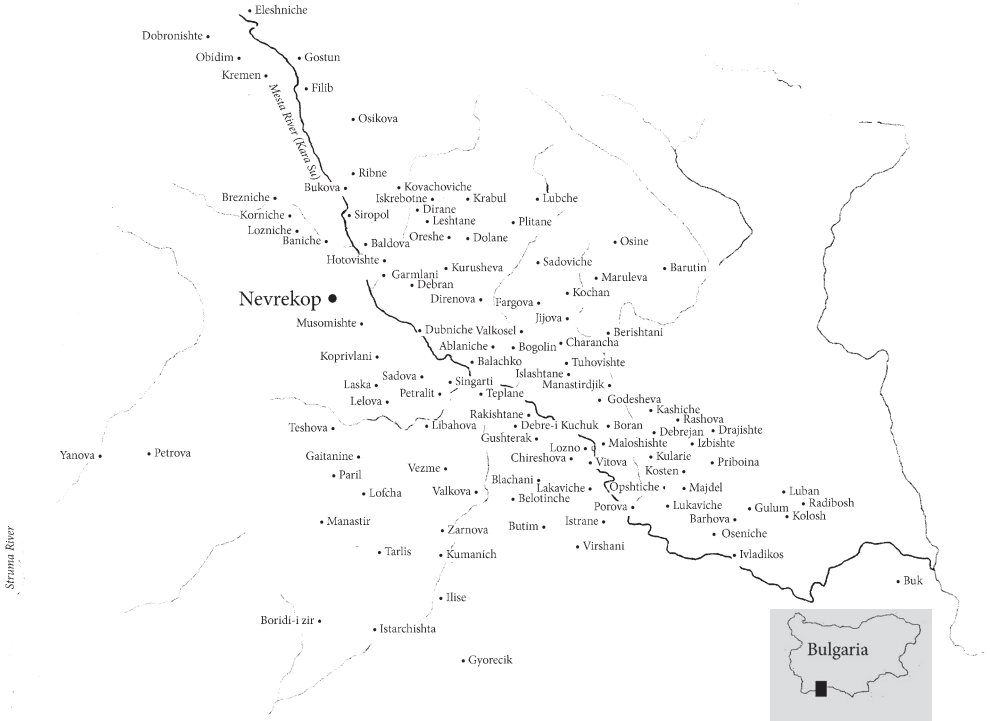 Eleshniche
Dobronishte
Obidim
Gostun
Kremen
Filib
Mesta River (Kara Su)
Osikova
Ribne
Bukova
Kovachoviche
Brezniche
Iskrebotne
Krabul
Lubche
Korniche
Siropol
Dirane
Leshtane
Plitane
Lozniche
Baniche
Baldova
Oreshe
Dolane
Osine
Hotovishte
Garmlani
Kurusheva
Sadoviche
Barutin
Debran
Maruleva
Nevrekop
Direnova
Fargova
Kochan
Musomishte
Jijova
Dubniche
Valkosel
Berishtani
Ablaniche
Bogolin
Charancha
Koprivlani
Balachko
Tuhovishte
Sadova
Singarti
Islashtane
Laska
Petralit
Teplane
Manastirdjik
Lelova
Godesheva
Kashiche
Rakishtane
Rashova
Teshova
Libahova
Debre-i Kuchuk
Boran
Debrejan
Drajishte
Gushterak
Maloshishte
Izbishte
Yanova
Petrova
Gaitanine
Lozno
Chireshova
Vitova
Kularie
Priboina
Paril
Vezme
Kosten
Lofcha
Valkova
Blachani
Lakaviche
Opshtiche
Majdel
Luban
Belotinche
Porova
Lukaviche
Gulum
Radibosh
Manastir
Zarnova
Butim
Istrane
Barhova
Kolosh
Oseniche
Tarlis
Kumanich
Virshani
Ivladikos
Struma River
Ilise
Buk
Boridi-i zir
Istarchishta
Gyorecik
Bulgaria